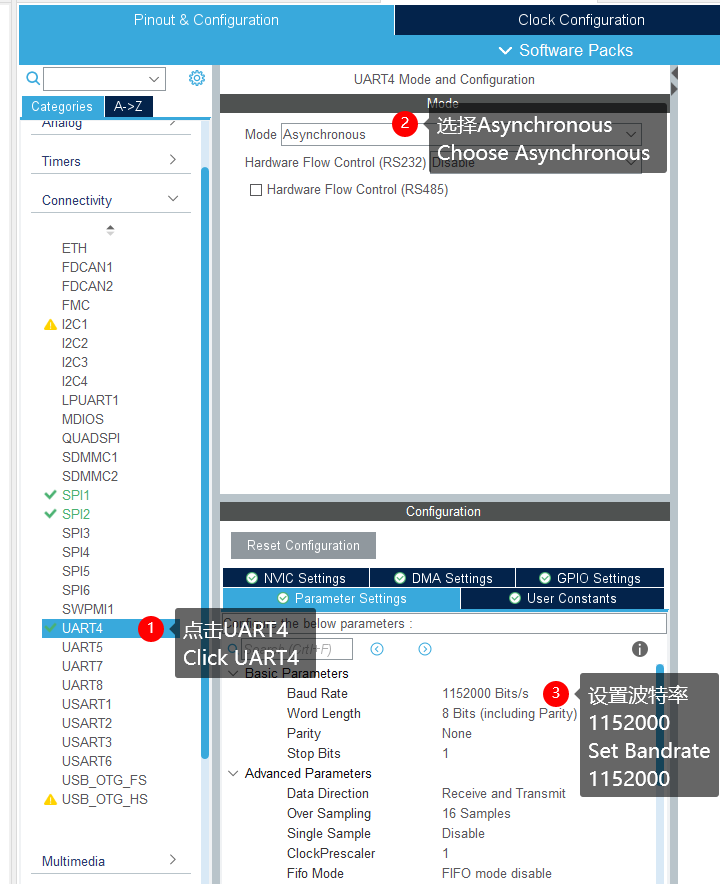 Pinout & Configuration
Clock Configuration
Software Packs
Categories
A->Z
Analog
Timers
Connectivity
ETH
FDCAN1
FDCAN2
FMC
I2C1
I2C2
I2C3
I2C4
LPUART1
MDIOS
QUADSPI
SDMMC1
SDMMC2
SPI1
SPI2
SPI3
SPI4
SPI5
SPI6
SWPMI1
UART4
UART5
UART7
UART8
USART1
USART2
USART3
USART6
USB_OTG_FS
USB_OTG_HS
Multimedia
1
点击UART4
Click UART4
UART4 Mode and Configuration
Mode
Mode Asynchronous
2
选择Asynchronous
Choose Asynchronous
Hardware Flow Control (RS232) Disable
Hardware Flow Control (RS485)
Configuration
Reset Configuration
NVIC Settings
DMA Settings
GPIO Settings
Parameter Settings
User Constants
Configure the below parameters :
Search (Crtl+F)
Basic Parameters
Baud Rate 1152000 Bits/s
Word Length 8 Bits (including Parity)
Parity None
Stop Bits 1
Advanced Parameters
Data Direction Receive and Transmit
Over Sampling 16 Samples
Single Sample Disable
ClockPrescaler 1
Fifo Mode FIFO mode disable
3
设置波特率
1152000
Set Bandrate
1152000